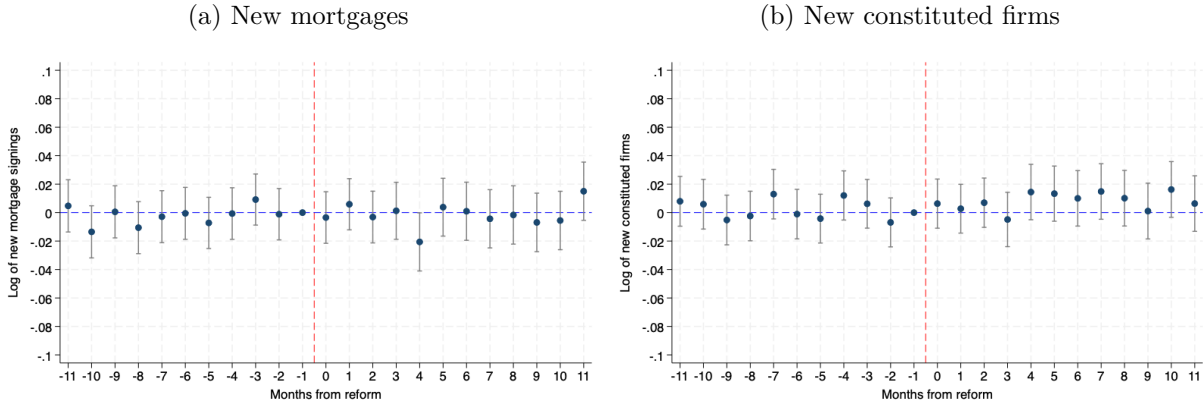 (a) New mortgages
Log of new mortgage signings
.1
.08
.06
.04
.02
0
-.02
-.04
-.06
-.08
-.1
-11 -10 -9 -8 -7 -6 -5 -4 -3 -2 -1 0 1 2 3 4 5 6 7 8 9 10 11
Months from reform
(b) New constituted firms
Log of new constituted firms
.1
.08
.06
.04
.02
0
-.02
-.04
-.06
-.08
-.1
-11 -10 -9 -8 -7 -6 -5 -4 -3 -2 -1 0 1 2 3 4 5 6 7 8 9 10 11
Months from reform